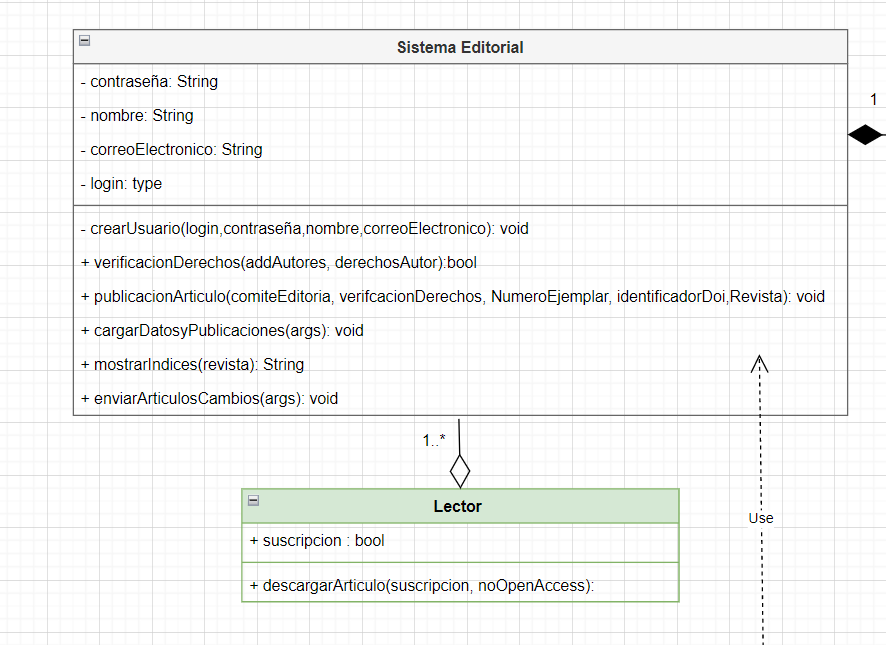 Sistema Editorial
- contraseña: String
1
- nombre: String
- correoElectronico: String
- login: type
- crearUsuario(login,contraseña,nombre,correoElectronico): void
+ verificacionDerechos(addAutores, derechosAutor):bool
+ publicacionArticulo(comiteEditoria, verifcacionDerechos, NumeroEjemplar, identificadorDoi,Revista): void
+ cargarDatosyPublicaciones(args): void
+ mostrarIndices(revista): String
+ enviarArticulosCambios(args): void
1..*
Lector
Use
+ suscripcion : bool
+ descargarArticulo(suscripcion, noOpenAccess):